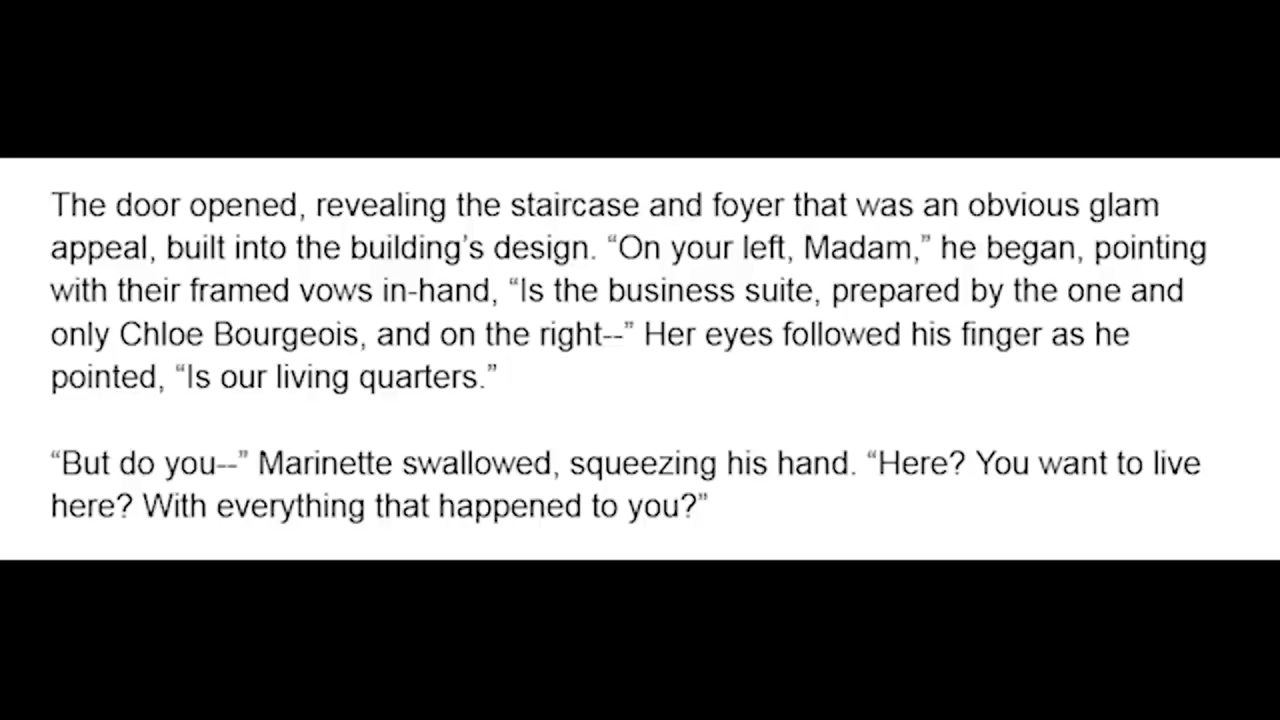 The door opened, revealing the staircase and foyer that was an obvious glam
appeal, built into the building’s design. “On your left, Madam,” he began, pointing
with their framed vows in-hand, “Is the business suite, prepared by the one and
only Chloe Bourgeois, and on the right--” Her eyes followed his finger as he
pointed, “Is our living quarters.”
“But do you--” Marinette swallowed, squeezing his hand. “Here? You want to live
here? With everything that happened to you?”